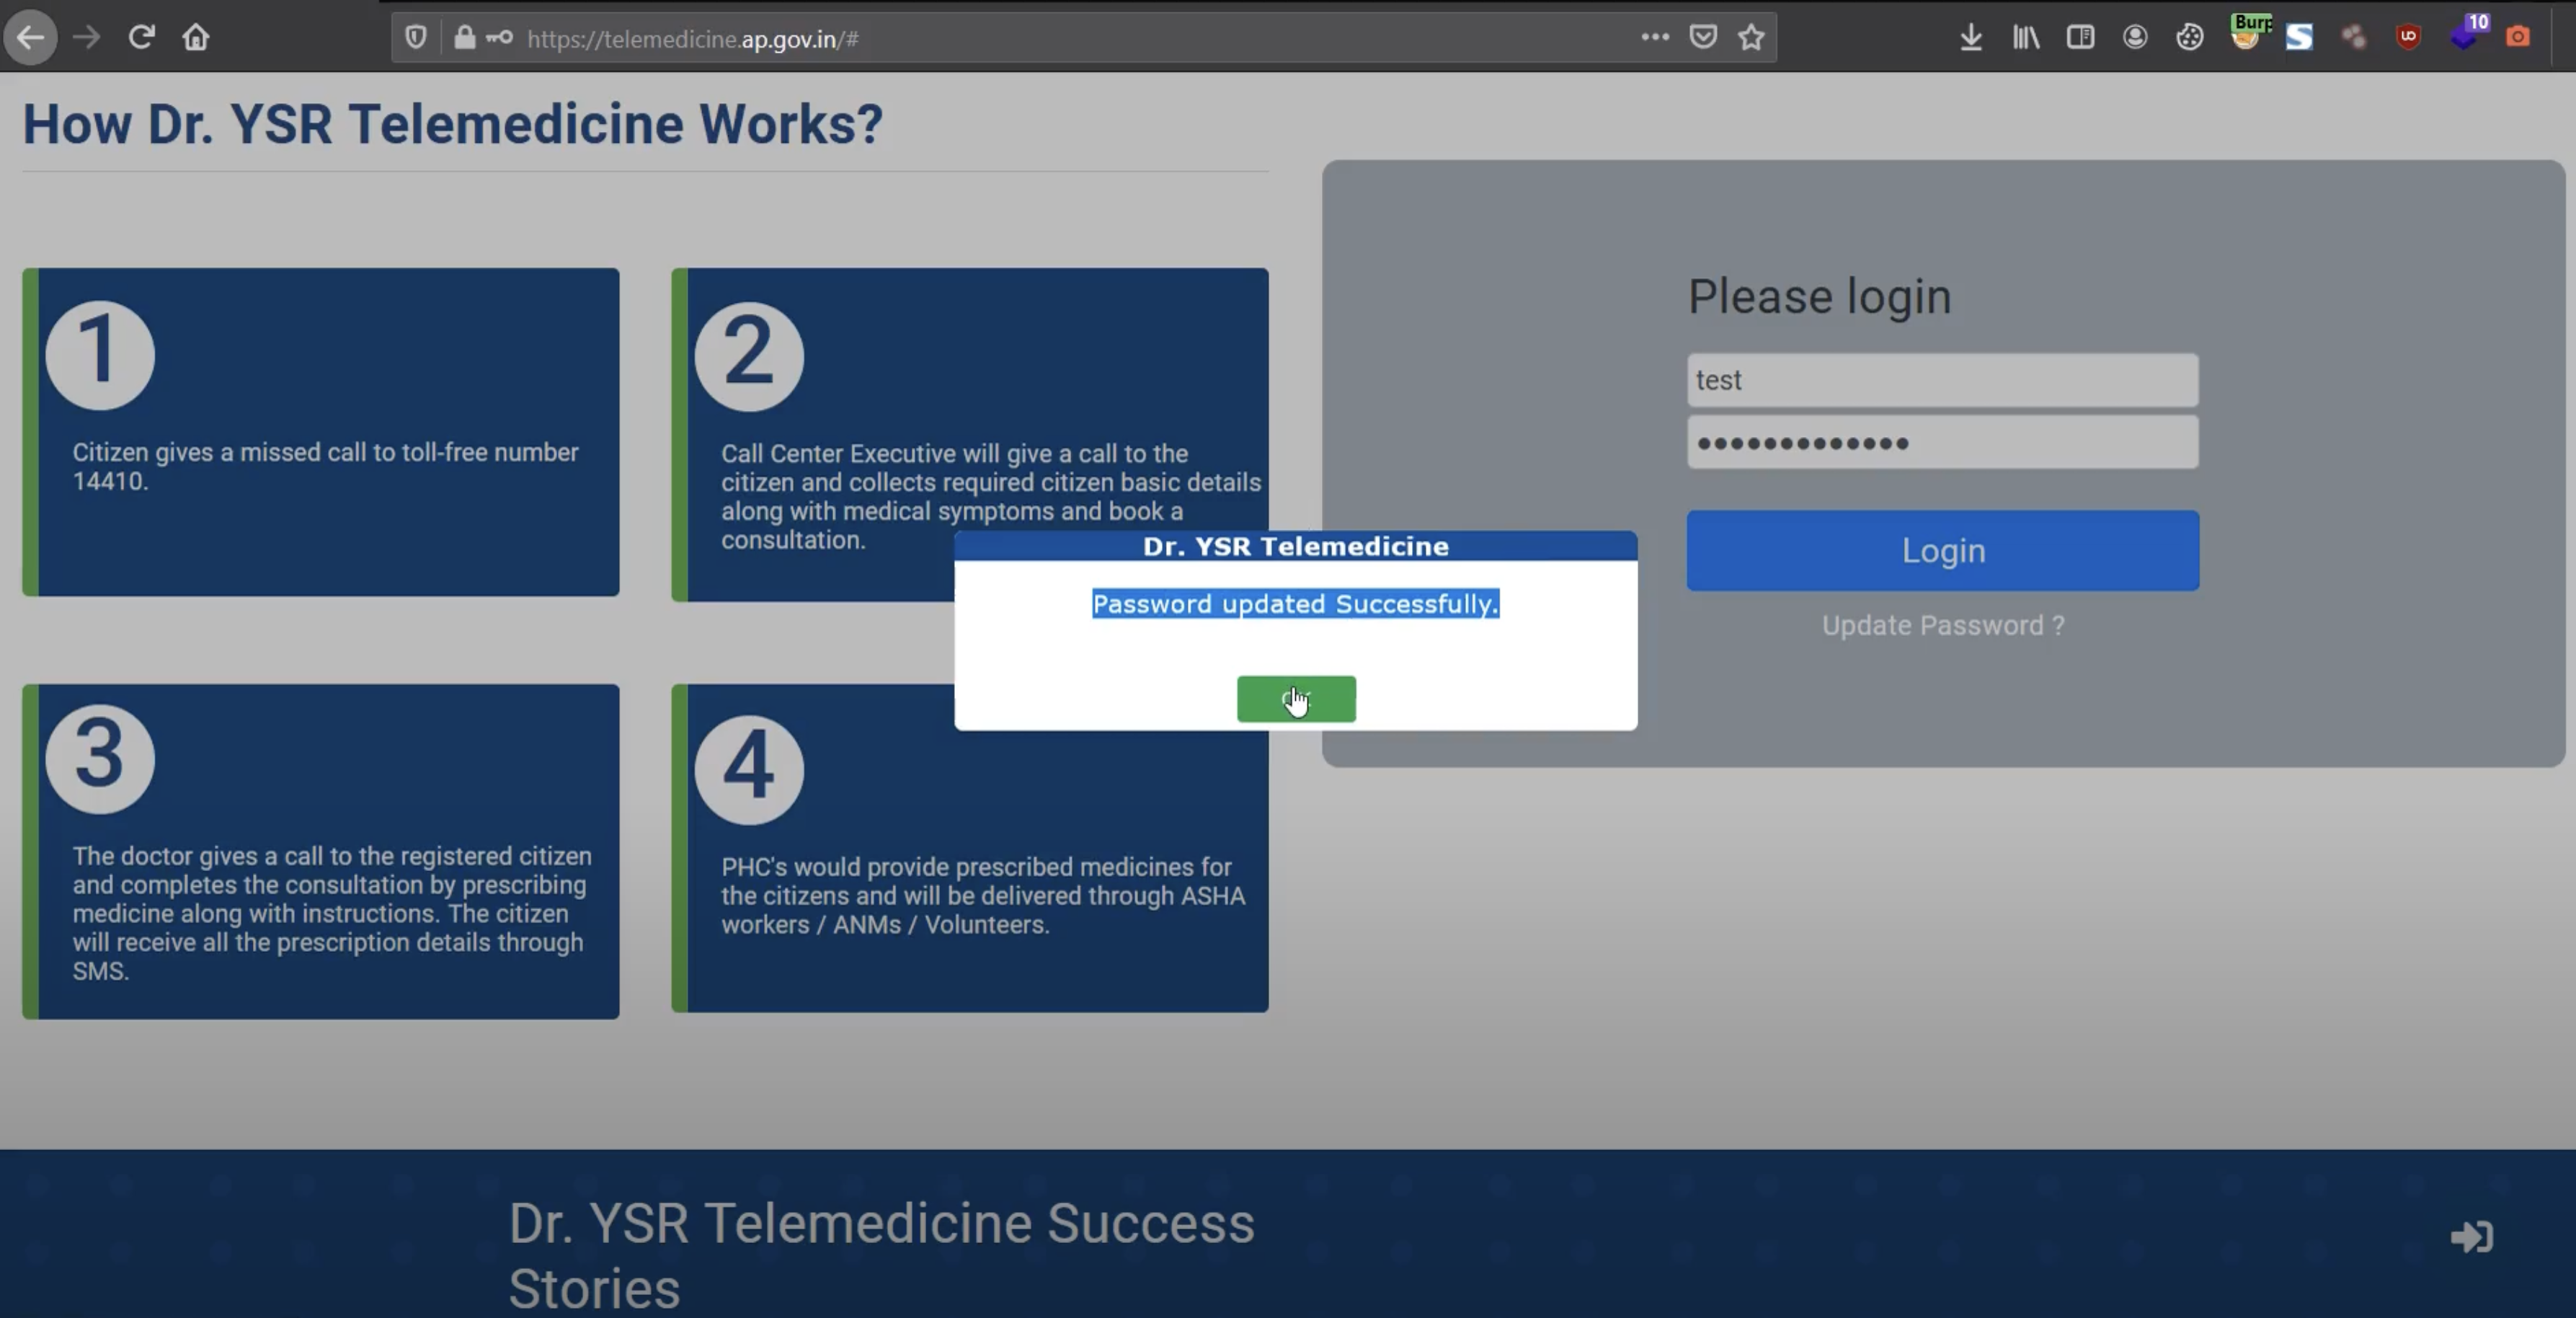 https://telemedicine.ap.gov.in/#
Burp
10
How Dr. YSR Telemedicine Works?
1
Citizen gives a missed call to toll-free number
14410.
2
Call Center Executive will give a call to the
citizen and collects required citizen basic details
along with medical symptoms and book a
consultation.
3
The doctor gives a call to the registered citizen
and completes the consultation by prescribing
medicine along with instructions. The citizen
will receive all the prescription details through
SMS.
4
PHC's would provide prescribed medicines for
the citizens and will be delivered through ASHA
workers / ANMs / Volunteers.
Please login
test
Login
Update Password ?
Dr. YSR Telemedicine
Password updated Successfully.
Dr. YSR Telemedicine Success
Stories